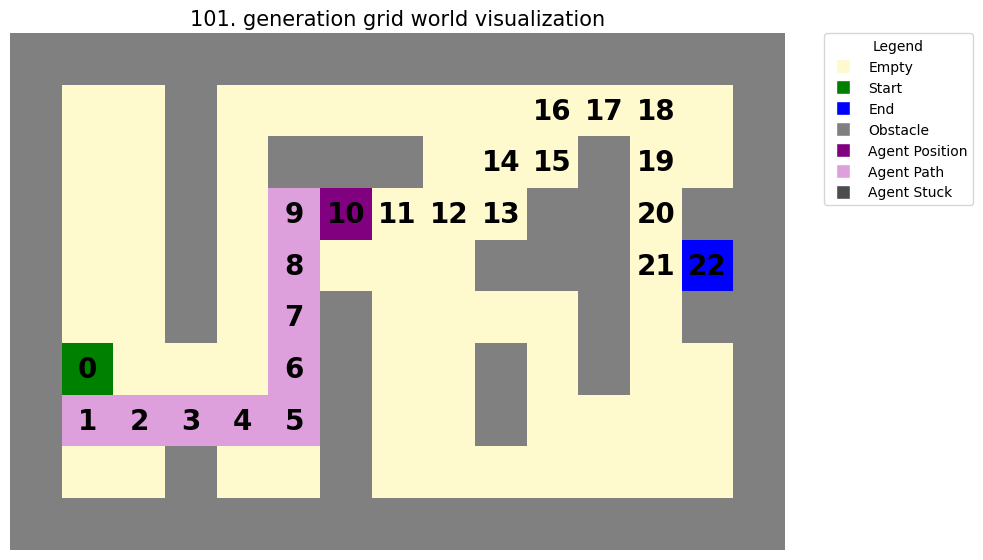 101. generation grid world visualization
16 17 18
14 15 19
9 10 11 12 13 20
8 21 22
7
0 6
1 2 3 4 5
Legend
Empty
Start
End
Obstacle
Agent Position
Agent Path
Agent Stuck